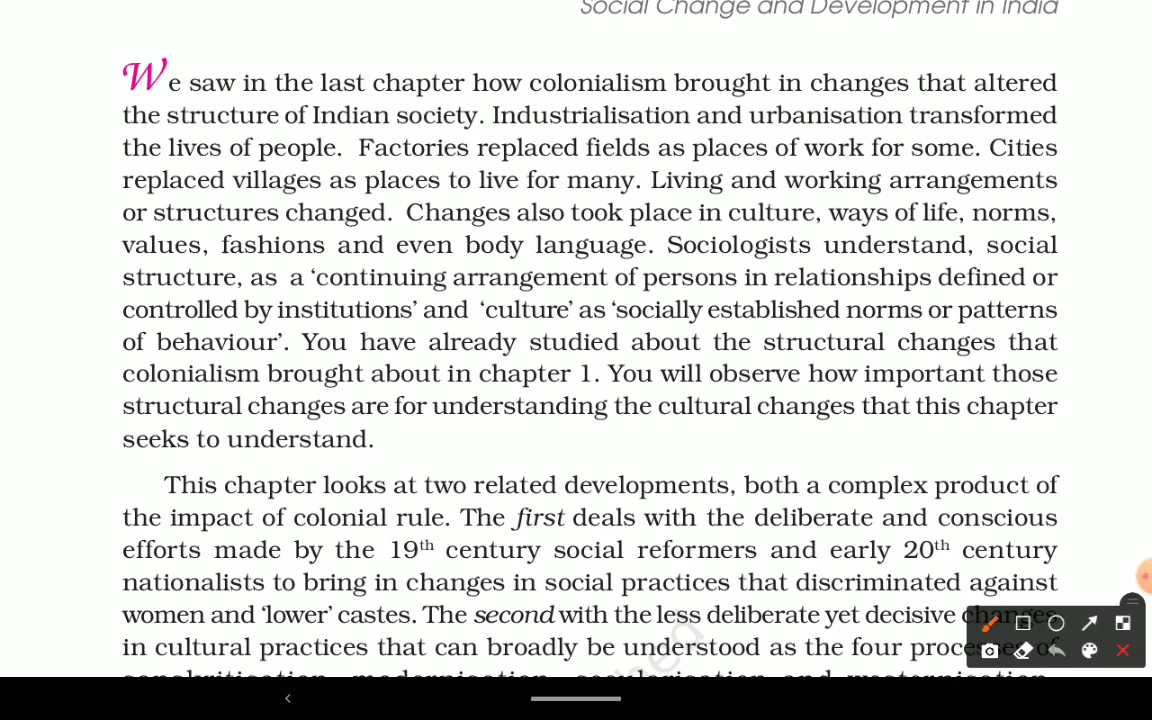 Social Change and Development in India
We saw in the last chapter how colonialism brought in changes that altered
the structure of Indian society. Industrialisation and urbanisation transformed
the lives of people. Factories replaced fields as places of work for some. Cities
replaced villages as places to live for many. Living and working arrangements
or structures changed. Changes also took place in culture, ways of life, norms,
values, fashions and even body language. Sociologists understand, social
structure, as a ‘continuing arrangement of persons in relationships defined or
controlled by institutions’ and ‘culture’ as ‘socially established norms or patterns
of behaviour’. You have already studied about the structural changes that
colonialism brought about in chapter 1. You will observe how important those
structural changes are for understanding the cultural changes that this chapter
seeks to understand.
This chapter looks at two related developments, both a complex product of
the impact of colonial rule. The first deals with the deliberate and conscious
efforts made by the 19th century social reformers and early 20th century
nationalists to bring in changes in social practices that discriminated against
women and ‘lower’ castes. The second with the less deliberate yet decisive changes
in cultural practices that can broadly be understood as the four processes of
sanskritisation, modernisation, secularisation and westernisation.